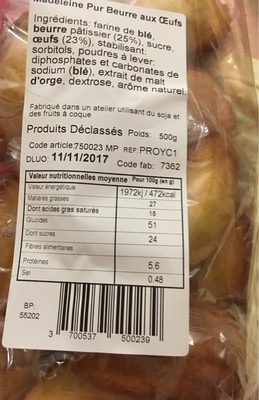 Madeleine Pur Beurre aux Œufs
Ingrédients: farine de blé,
beurre pâtissier (25%), sucre,
œufs (23%), stabilisant:
sorbitols, poudres à lever:
diphosphates et carbonates de
sodium (blé), extrait de malt
d'orge, dextrose, arôme naturel.
Fabriqué dans un atelier utilisant du soja et
des fruits à coque
Produits Déclassés Poids: 500g
Code article:750023 MP REF:PROYC1
DLUO: 11/11/2017 Code fab: 7362
Valeur nutritionnelles moyenne Pour 100g (en g)
Valeur énergétique 1972kj / 472kcal
Matières grasses 27
Dont acides gras saturés 18
Glucides 51
Dont sucres 24
Fibres alimentaires
Protéines 5.6
Sel 0.48
BP:
55202
3 700537 500239